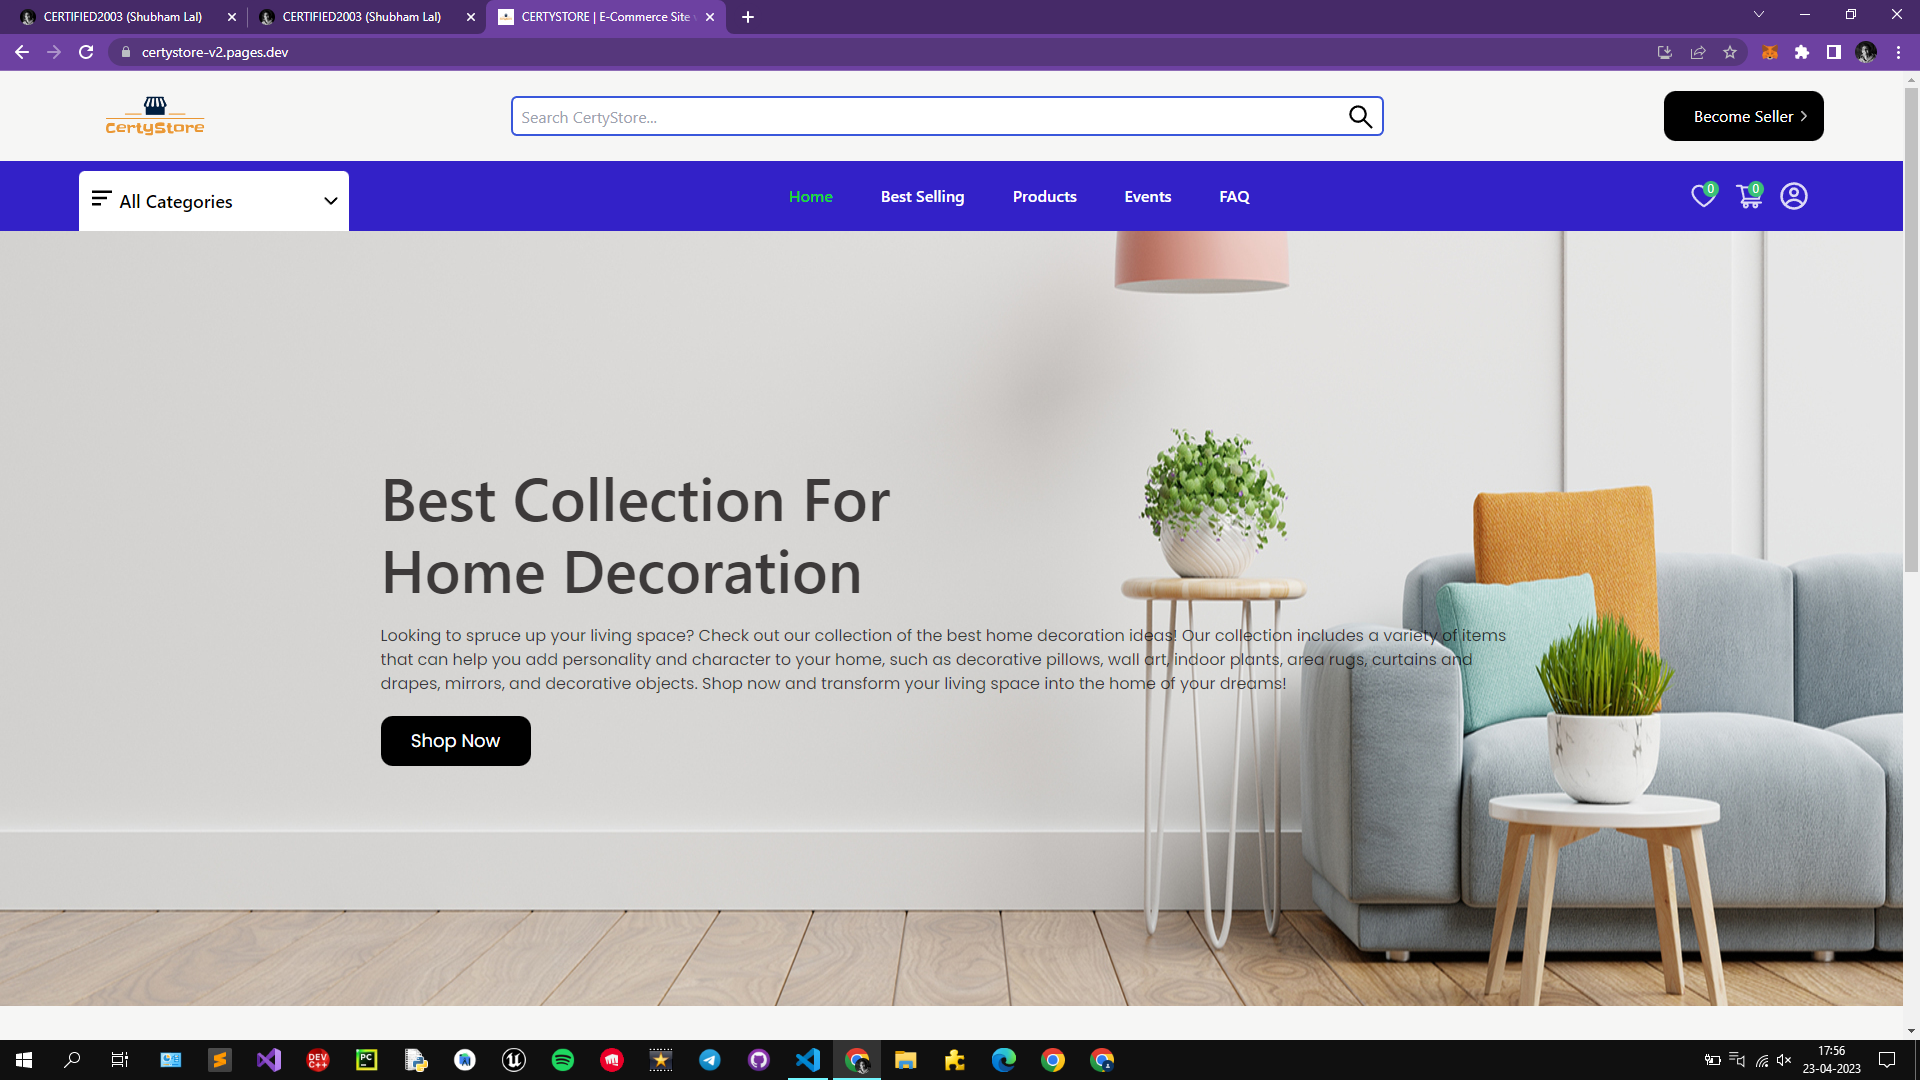 CERTIFIED2003 (Shubham Lal)
CERTIFIED2003 (Shubham Lal)
CERTYSTORE | E-Commerce Site
certystore-v2.pages.dev
CertyStore
Search CertyStore...
Become Seller
All Categories
Home
Best Selling
Products
Events
FAQ
0
0
Best Collection For
Home Decoration
Looking to spruce up your living space? Check out our collection of the best home decoration ideas! Our collection includes a variety of items
that can help you add personality and character to your home, such as decorative pillows, wall art, indoor plants, area rugs, curtains and
drapes, mirrors, and decorative objects. Shop now and transform your living space into the home of your dreams!
Shop Now
DEV
C++
PC
17:56
23-04-2023